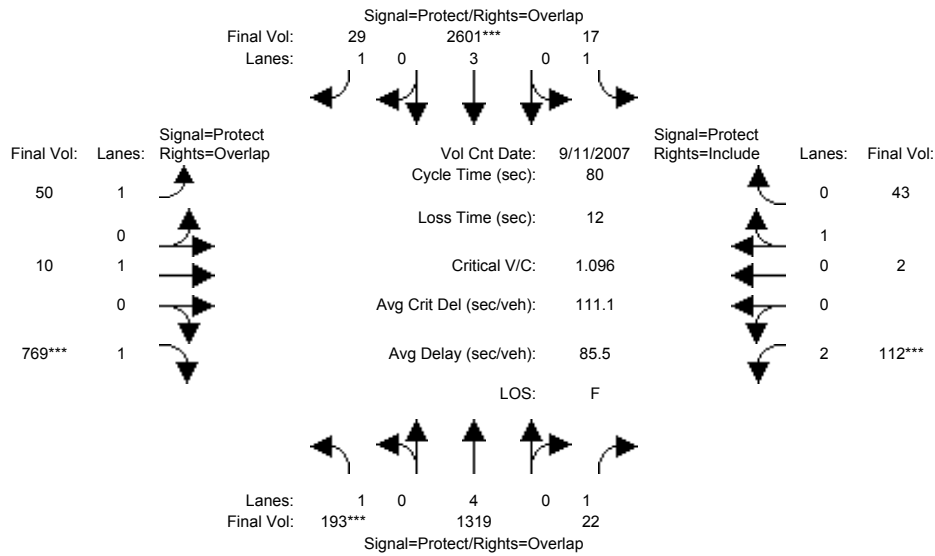 Signal=Protect/Rights=Overlap
Final Vol: 29 2601*** 17
Lanes: 1 0 3 0 1
Signal=Protect Signal=Protect
Final Vol: Lanes: Rights=Overlap Vol Cnt Date: 9/11/2007 Rights=Include Lanes: Final Vol:
Cycle Time (sec): 80
50 1 0 43
Loss Time (sec): 12
0 1
10 1 Critical V/C: 1.096 0 2
0 Avg Crit Del (sec/veh): 111.1 0
769*** 1 Avg Delay (sec/veh): 85.5 2 112***
LOS: F
Lanes: 1 0 4 0 1
Final Vol: 193*** 1319 22
Signal=Protect/Rights=Overlap